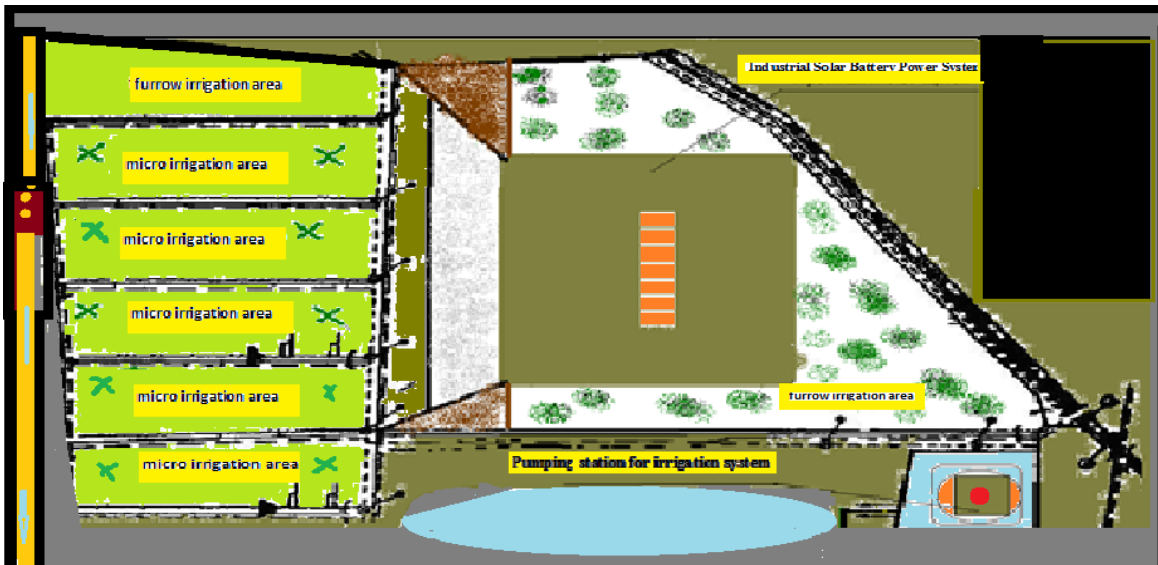 furrow irrigation area
Industrial Solar Battery Power System
micro irrigation area
micro irrigation area
micro irrigation area
micro irrigation area
furrow irrigation area
micro irrigation area
Pumping station for irrigation system